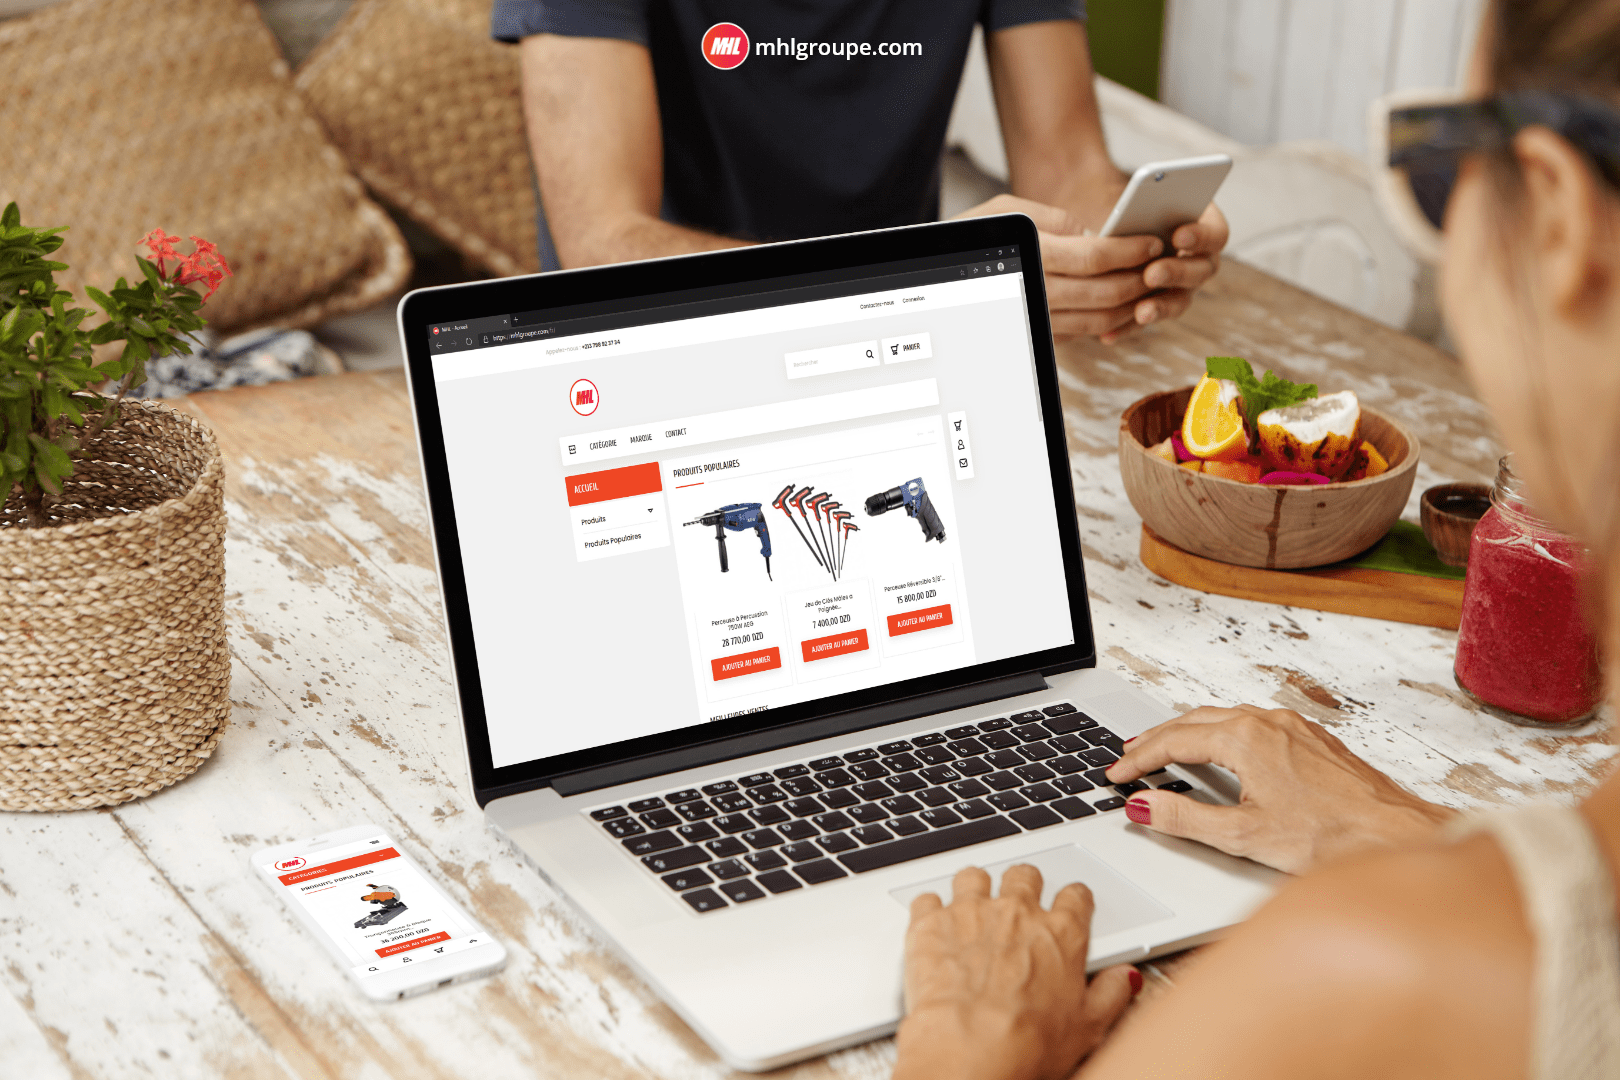 MHL mhlgroupe.com
MHL - Accueil
https://mhlgroupe.com/fr/
Appelez-nous : +213 798 82 37 34
Contactez-nous Connexion
MHL
Rechercher
PANIER
CATÉGORIE MARQUE CONTACT
ACCUEIL
Produits
Produits Populaires
PRODUITS POPULAIRES
Perceuse à Percussion
750W AEG
28 770,00 DZD
AJOUTER AU PANIER
Jeu de Clés Mâles à
Poignée...
7 400,00 DZD
AJOUTER AU PANIER
Perceuse Réversible 3/8"...
15 800,00 DZD
AJOUTER AU PANIER
MEILLEURES VENTES
MHL
CATÉGORIES
PRODUITS POPULAIRES
Tronçonneuse à Disque
36 200,00 DZD
AJOUTER AU PANIER